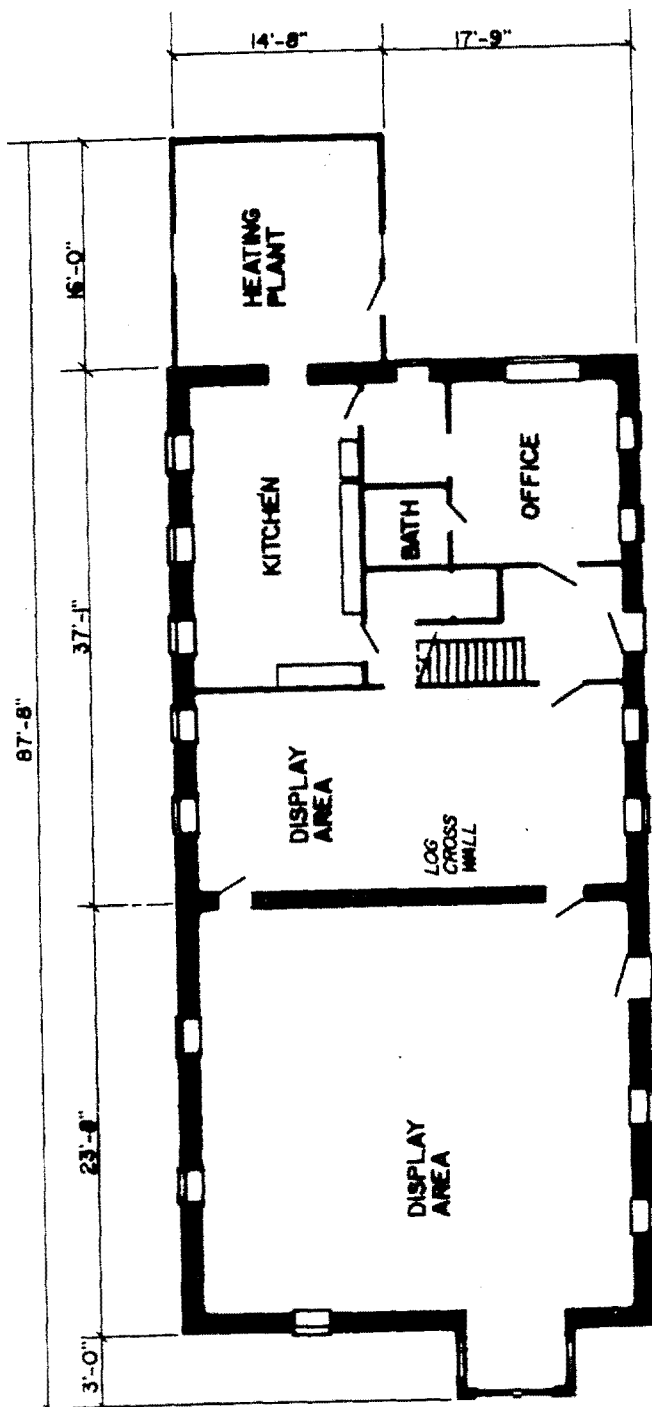 14'-8"
17'-9"
16'-0"
HEATING
PLANT
KITCHEN
BATH
OFFICE
37'-1"
87'-8"
DISPLAY
AREA
LOG
CROSS
WALL
DISPLAY
AREA
3'-0"